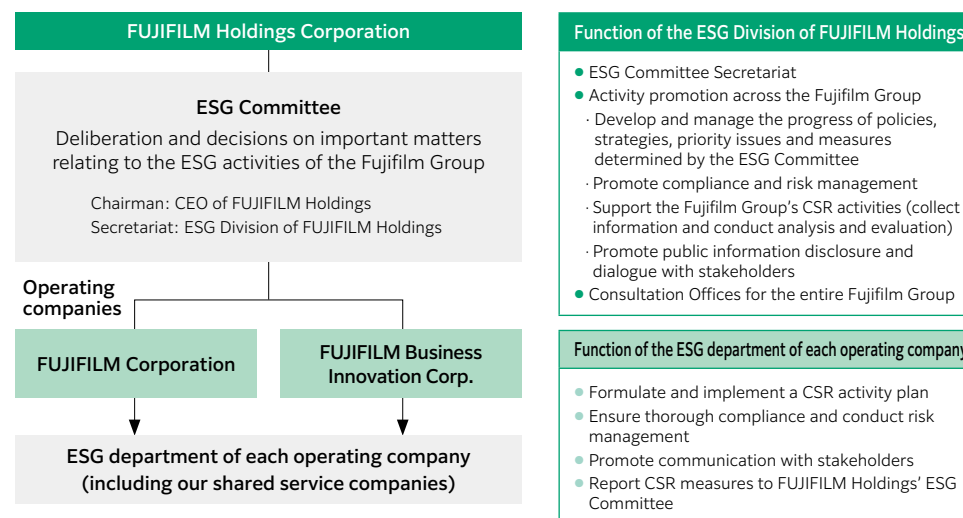 FUJIFILM Holdings Corporation
ESG Committee
Deliberation and decisions on important matters
relating to the ESG activities of the Fujifilm Group
Chairman: CEO of FUJIFILM Holdings
Secretariat: ESG Division of FUJIFILM Holdings
Operating
companies
FUJIFILM Corporation
FUJIFILM Business
Innovation Corp.
ESG department of each operating company
(including our shared service companies)
Function of the ESG Division of FUJIFILM Holdings
● ESG Committee Secretariat
● Activity promotion across the Fujifilm Group
· Develop and manage the progress of policies,
strategies, priority issues and measures
determined by the ESG Committee
· Promote compliance and risk management
· Support the Fujifilm Group's CSR activities (collect
information and conduct analysis and evaluation)
· Promote public information disclosure and
dialogue with stakeholders
● Consultation Offices for the entire Fujifilm Group
Function of the ESG department of each operating company
● Formulate and implement a CSR activity plan
● Ensure thorough compliance and conduct risk
management
● Promote communication with stakeholders
● Report CSR measures to FUJIFILM Holdings' ESG
Committee